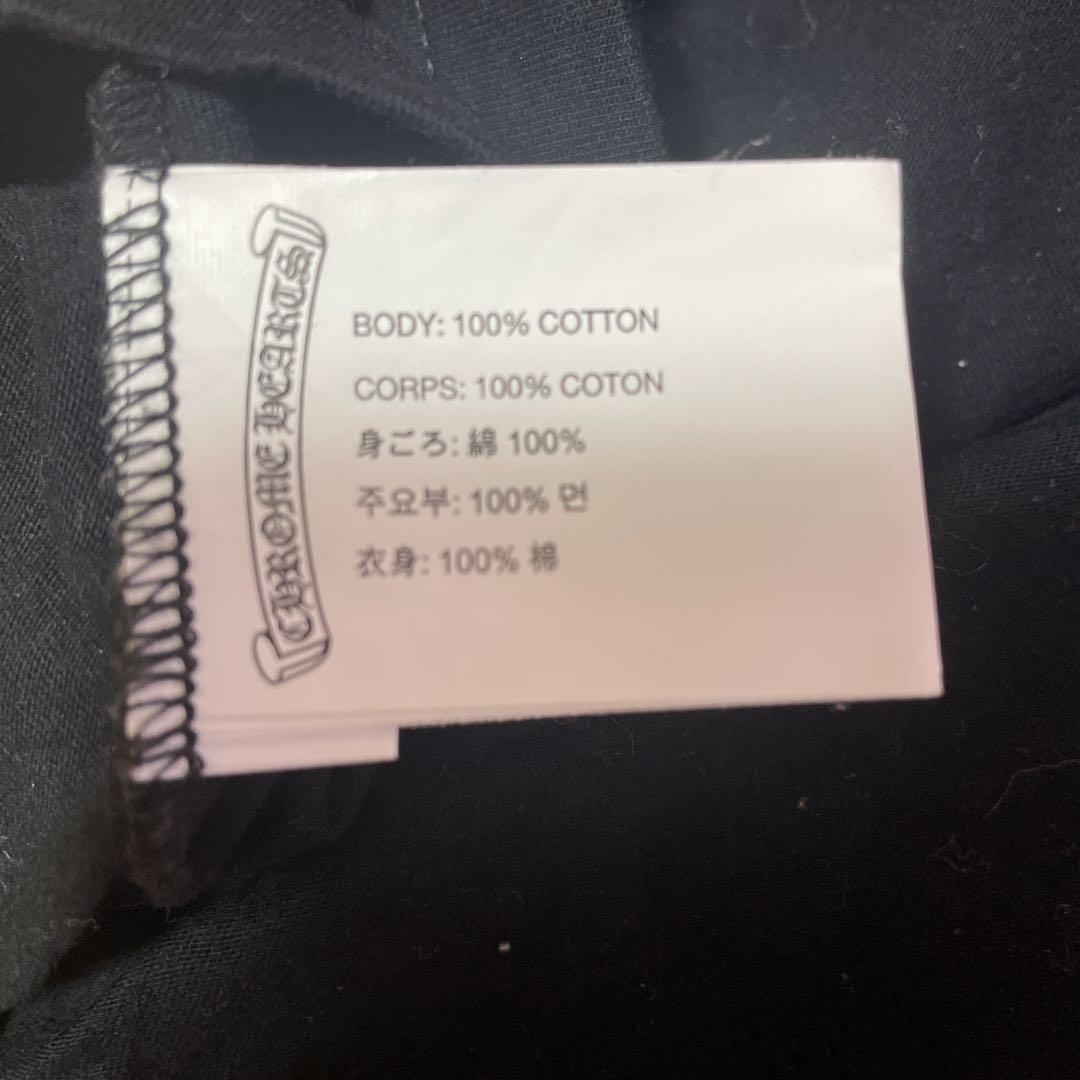 CHROME HEARTS
BODY: 100% COTTON
CORPS: 100% COTON
身ごろ: 綿 100%
주요부: 100% 먼
衣身: 100% 棉